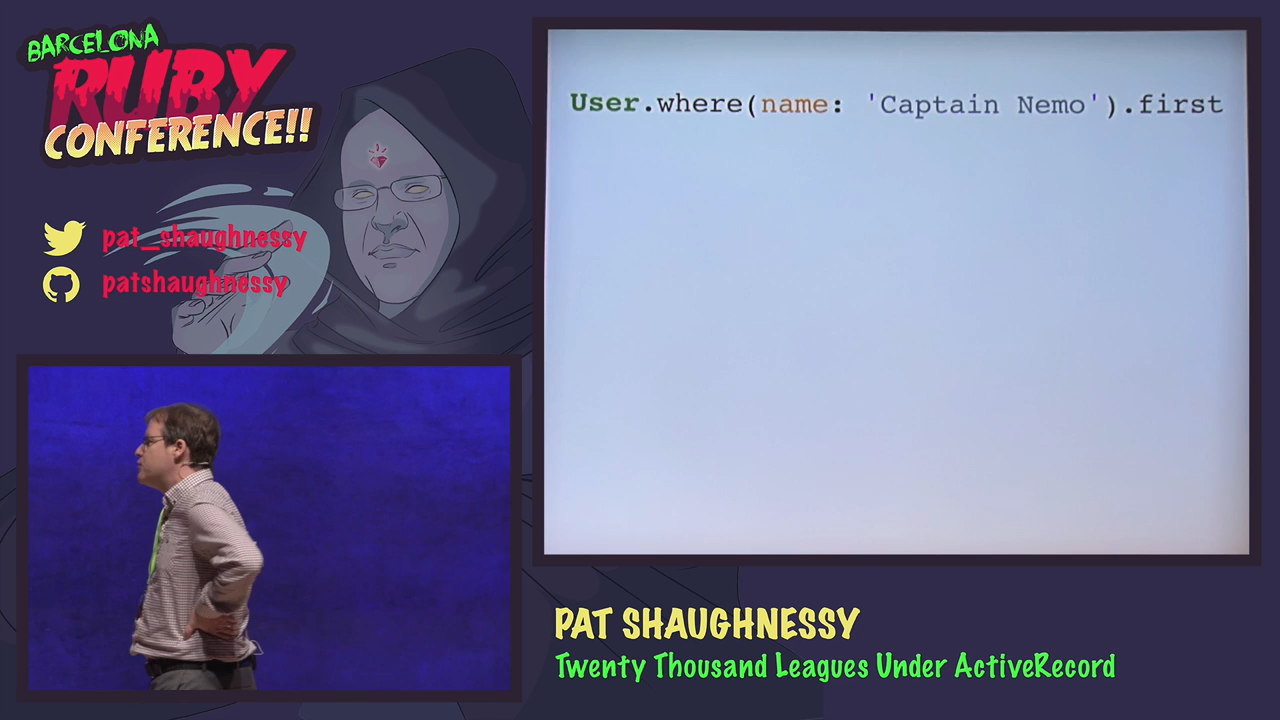 BARCELONA
RUBY
CONFERENCE!!
pat_shaughnessy
patshaughnessy
User.where(name: 'Captain Nemo').first
PAT SHAUGHNESSY
Twenty Thousand Leagues Under ActiveRecord